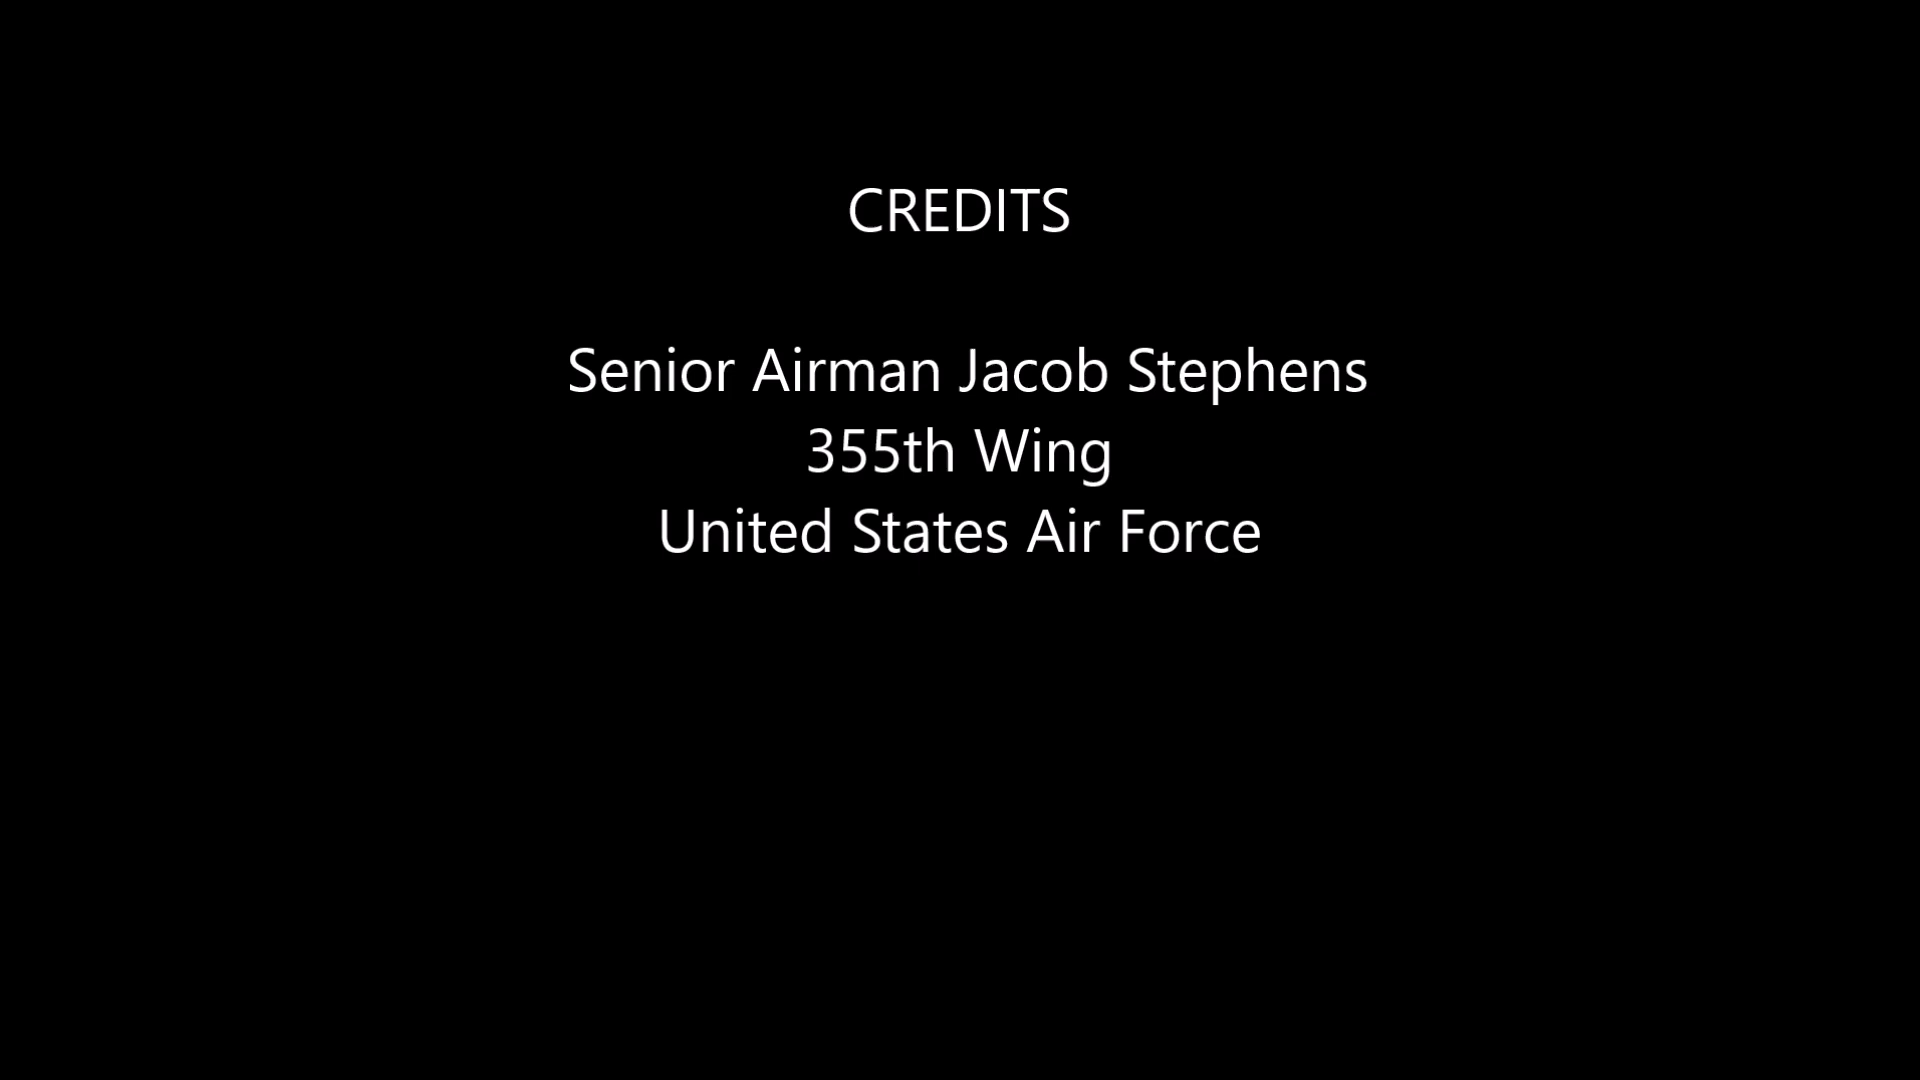 CREDITS
Senior Airman Jacob Stephens
355th Wing
United States Air Force